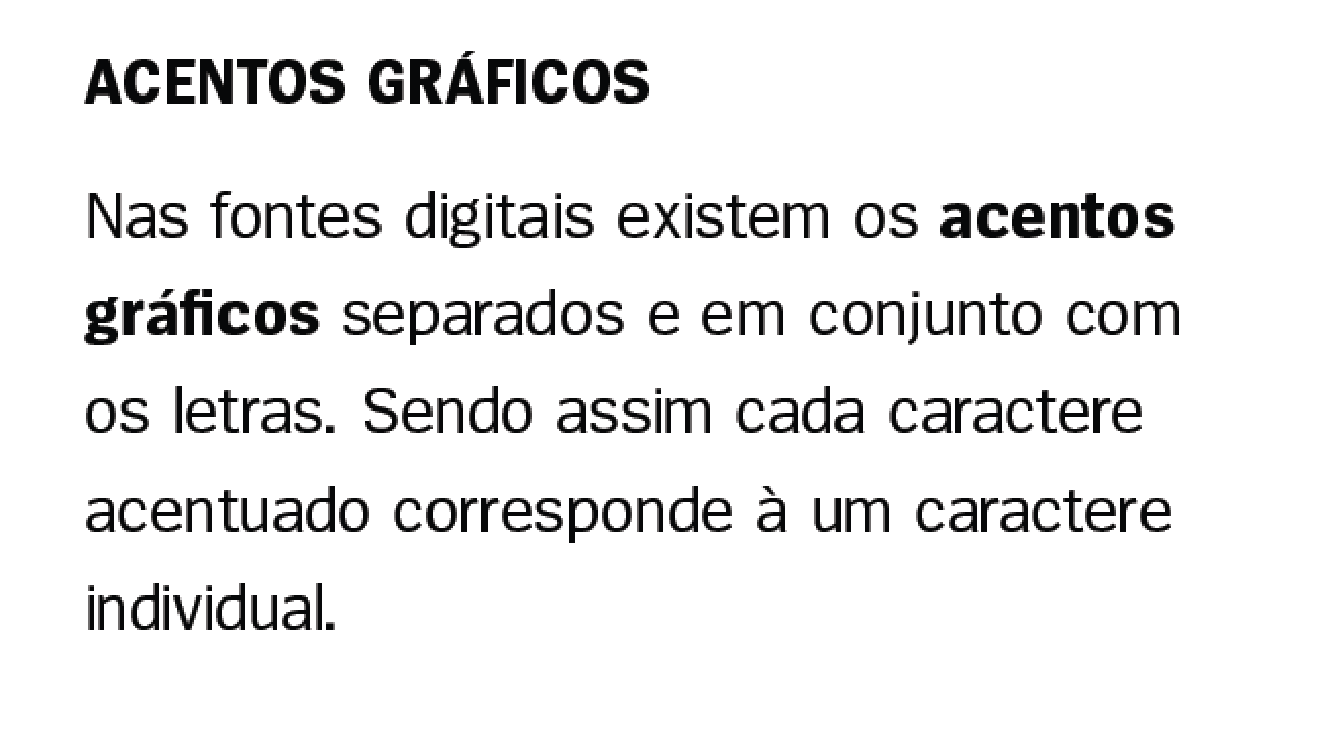 ACENTOS GRÁFICOS
Nas fontes digitais existem os acentos
gráficos separados e em conjunto com
os letras. Sendo assim cada caractere
acentuado corresponde à um caractere
individual.